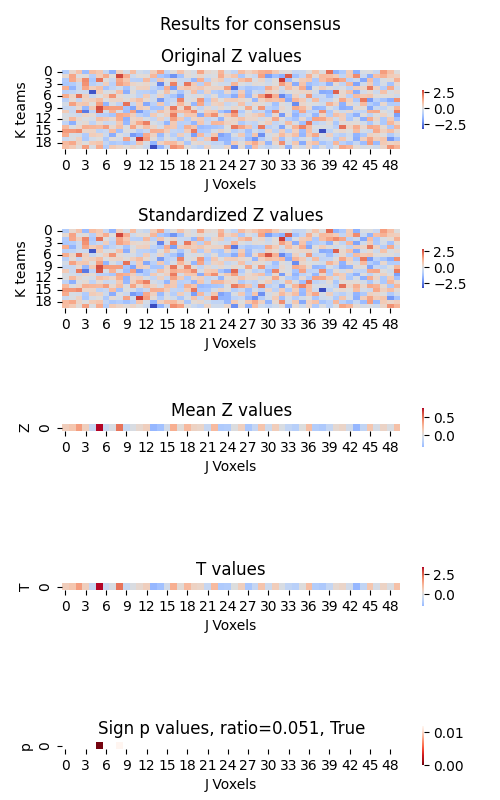 Results for consensus
Original Z values
K teams
0
3
6
9
12
15
18
0 3 6 9 12 15 18 21 24 27 30 33 36 39 42 45 48
J Voxels
2.5
0.0
−2.5
Standardized Z values
K teams
0
3
6
9
12
15
18
0 3 6 9 12 15 18 21 24 27 30 33 36 39 42 45 48
J Voxels
2.5
0.0
−2.5
Mean Z values
Z
0
0 3 6 9 12 15 18 21 24 27 30 33 36 39 42 45 48
J Voxels
0.5
0.0
T values
T
0
0 3 6 9 12 15 18 21 24 27 30 33 36 39 42 45 48
J Voxels
2.5
0.0
Sign p values, ratio=0.051, True
p
0
0 3 6 9 12 15 18 21 24 27 30 33 36 39 42 45 48
J Voxels
0.01
0.00